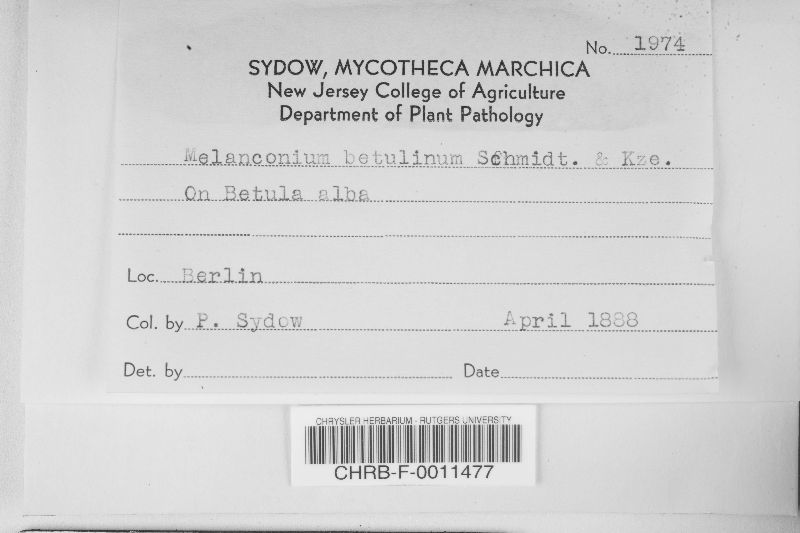 No. 1974
SYDOW, MYCOTHECA MARCHICA
New Jersey College of Agriculture
Department of Plant Pathology
Melanconium betulinum Schmidt. & Kze.
On Betula alba
Loc. Berlin
Col. by P. Sydow April 1888
Det. by Date
CHRYSLER HERBARIUM - RUTGERS UNIVERSITY
CHRB-F-0011477